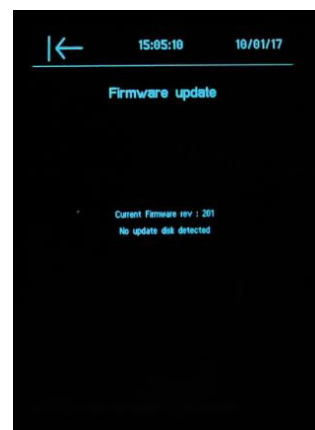 15:05:10 10/01/17
Firmware update
Current Firmware rev : 201
No update disk detected